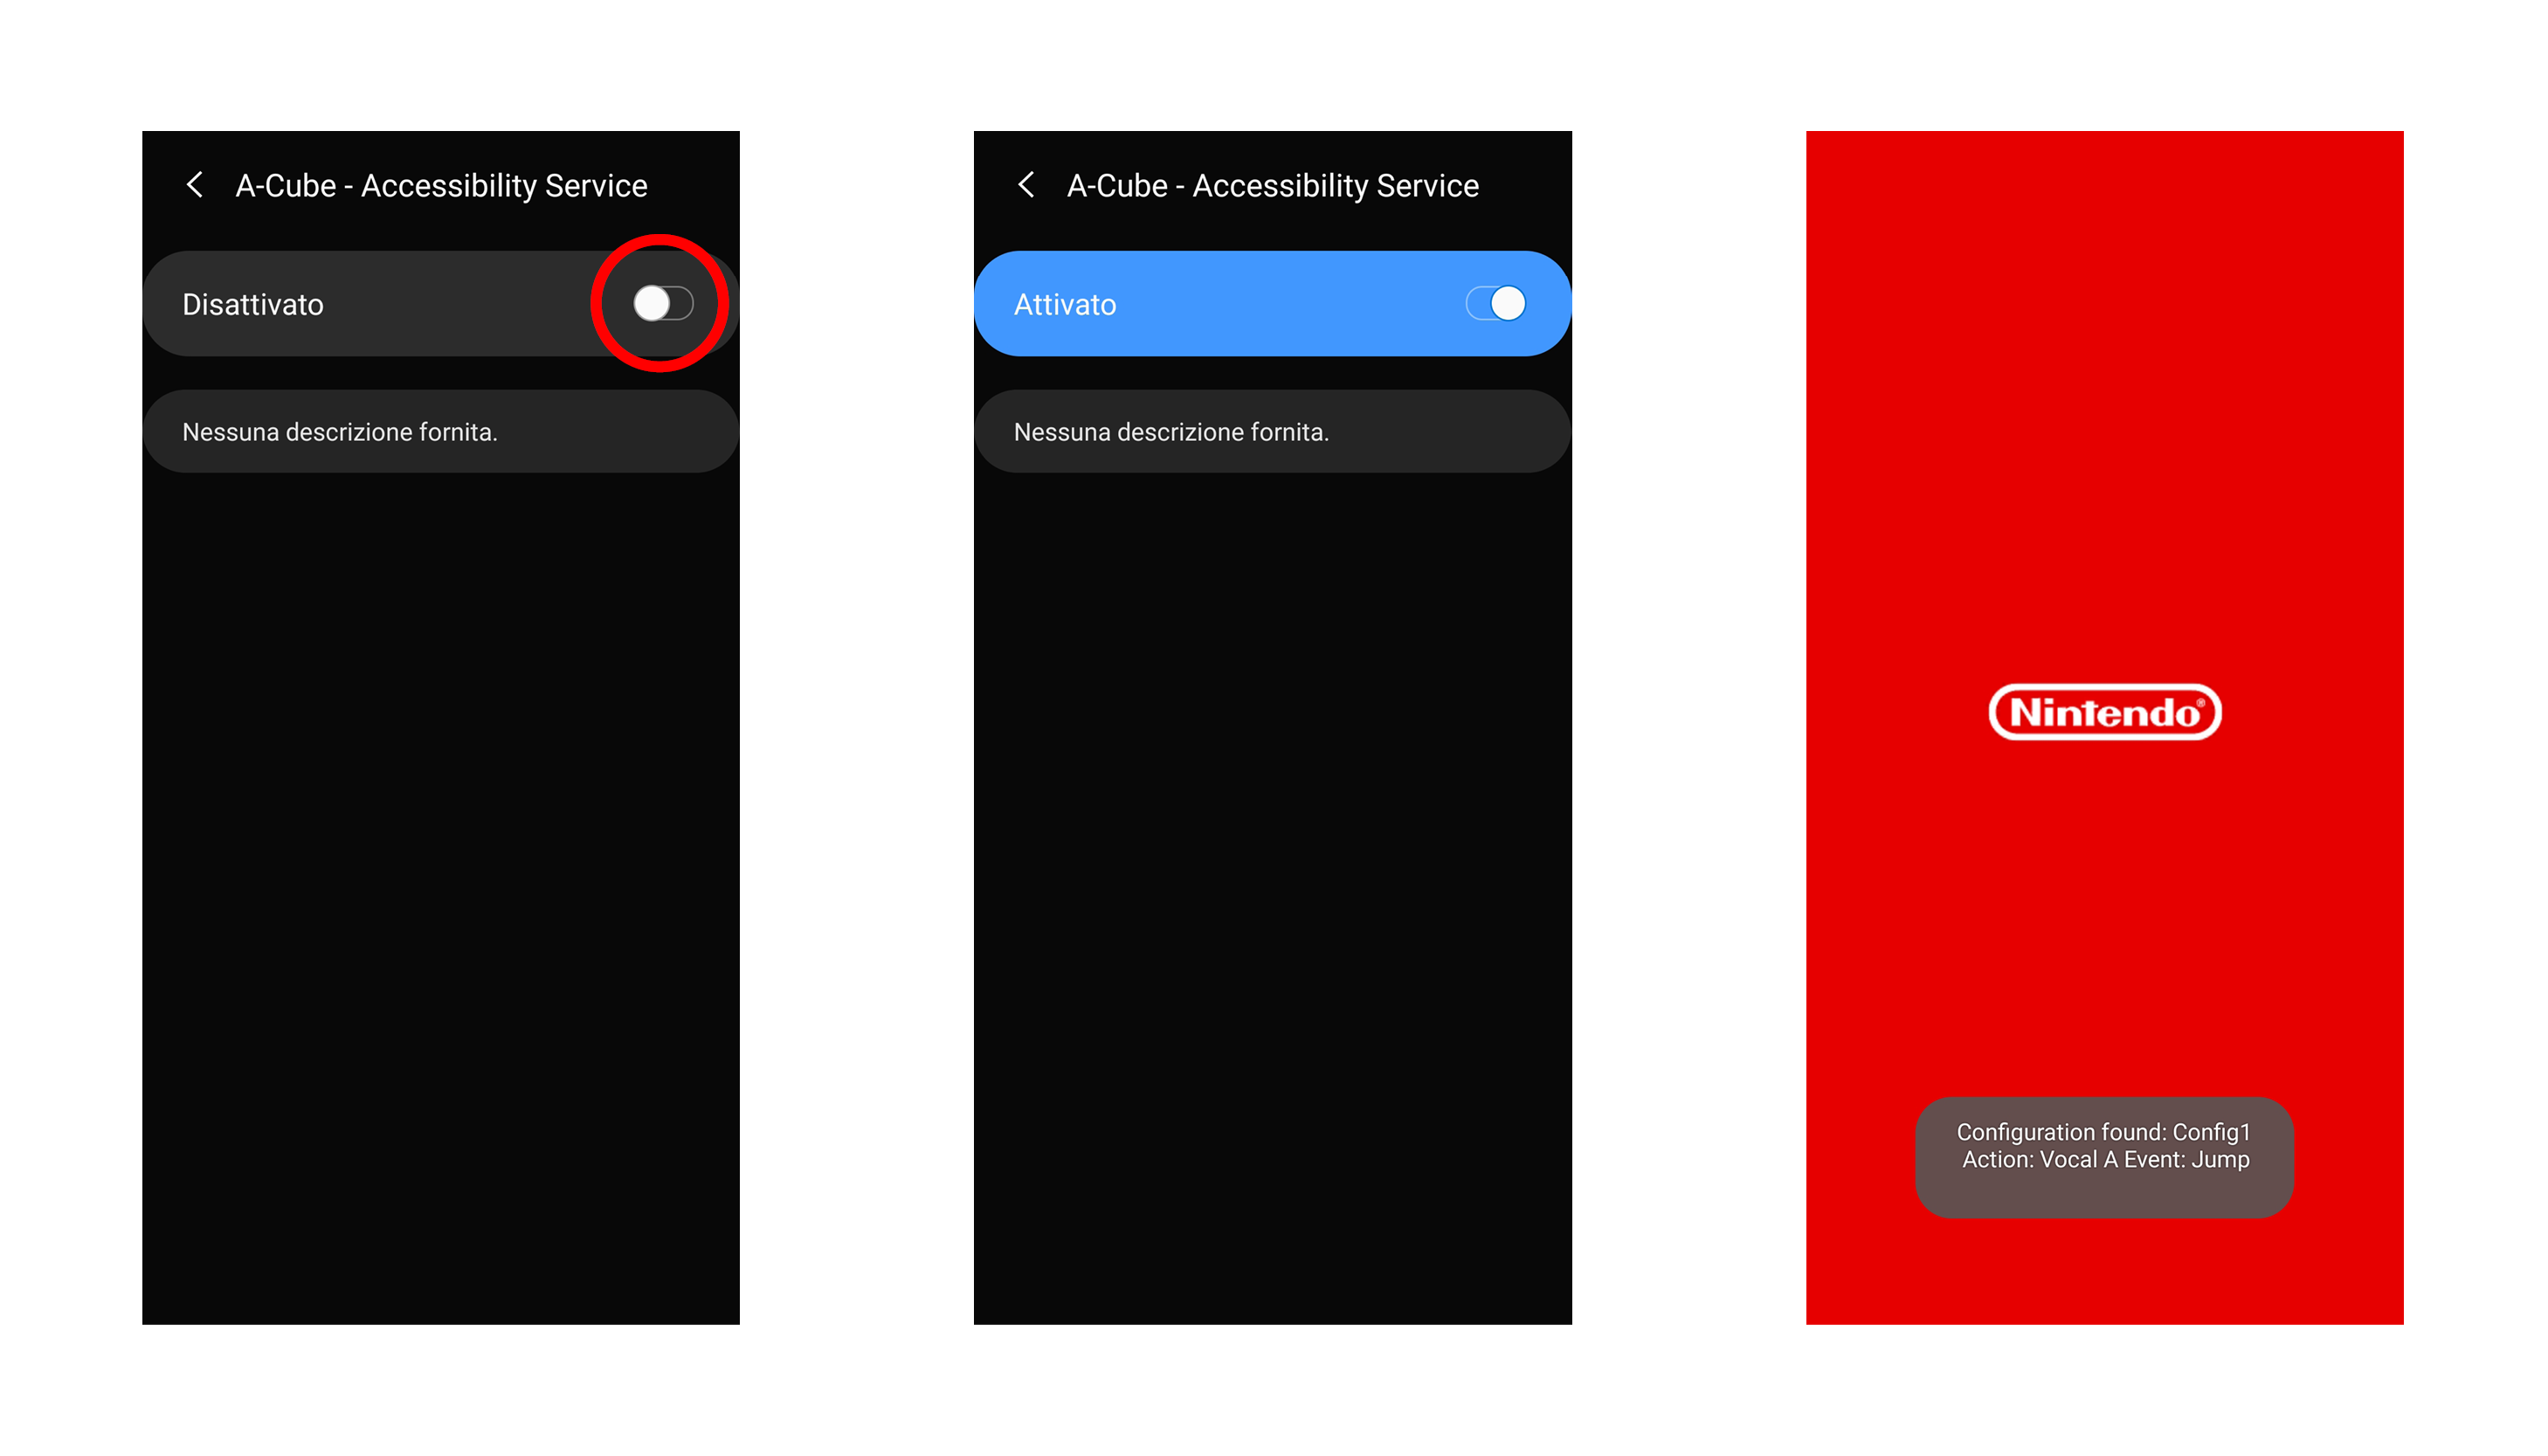 A-Cube - Accessibility Service
Disattivato
Nessuna descrizione fornita.
A-Cube - Accessibility Service
Attivato
Nessuna descrizione fornita.
Nintendo®
Configuration found: Config1
Action: Vocal A Event: Jump